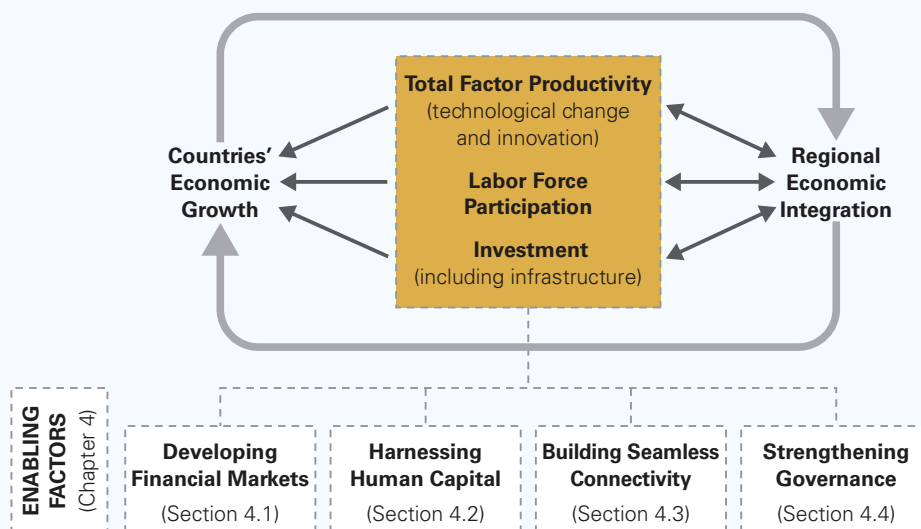 Total Factor Productivity
(technological change
and innovation)
Countries’
Economic
Growth
Labor Force
Participation
Regional
Economic
Integration
Investment
(including infrastructure)
ENABLING
FACTORS
(Chapter 4)
Developing
Financial Markets
(Section 4.1)
Harnessing
Human Capital
(Section 4.2)
Building Seamless
Connectivity
(Section 4.3)
Strengthening
Governance
(Section 4.4)